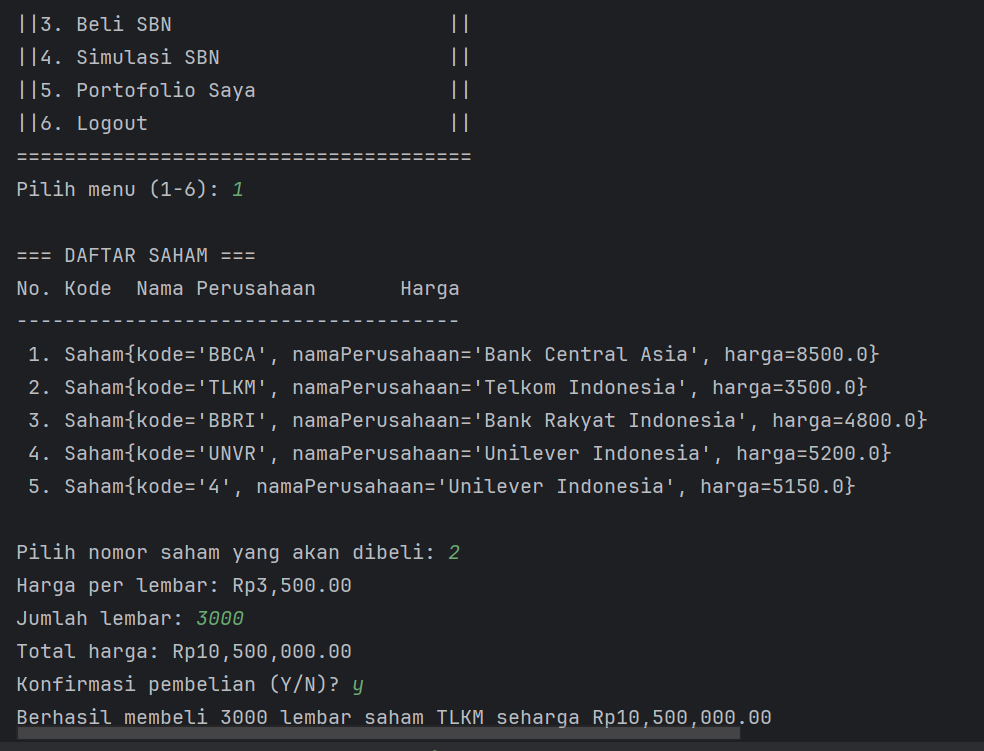 ||3. Beli SBN                       ||
||4. Simulasi SBN                   ||
||5. Portofolio Saya                ||
||6. Logout                         ||
======================================
Pilih menu (1-6): 1
=== DAFTAR SAHAM ===
No. Kode  Nama Perusahaan       Harga
-------------------------------------
 1. Saham{kode='BBCA', namaPerusahaan='Bank Central Asia', harga=8500.0}
 2. Saham{kode='TLKM', namaPerusahaan='Telkom Indonesia', harga=3500.0}
 3. Saham{kode='BBRI', namaPerusahaan='Bank Rakyat Indonesia', harga=4800.0}
 4. Saham{kode='UNVR', namaPerusahaan='Unilever Indonesia', harga=5200.0}
 5. Saham{kode='4', namaPerusahaan='Unilever Indonesia', harga=5150.0}
Pilih nomor saham yang akan dibeli: 2
Harga per lembar: Rp3,500.00
Jumlah lembar: 3000
Total harga: Rp10,500,000.00
Konfirmasi pembelian (Y/N)? y
Berhasil membeli 3000 lembar saham TLKM seharga Rp10,500,000.00